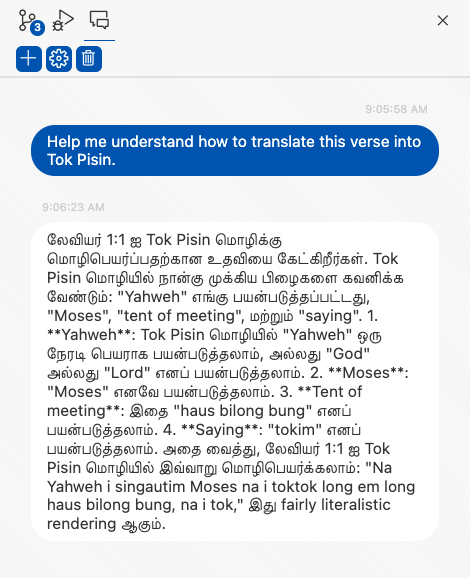 3
9:05:58 AM
Help me understand how to translate this verse into
Tok Pisin.
9:06:23 AM
லேவியர் 1:1 ஐ Tok Pisin மொழிக்கு
மொழிபெயர்ப்பதற்கான உதவியை கேட்கிறீர்கள். Tok
Pisin மொழியில் நான்கு முக்கிய பிழைகளை கவனிக்க
வேண்டும்: "Yahweh" எங்கு பயன்படுத்தப்பட்டது,
"Moses", "tent of meeting", மற்றும் "saying". 1.
**Yahweh**: Tok Pisin மொழியில் "Yahweh" ஒரு
நேரடி பெயராக பயன்படுத்தலாம், அல்லது "God"
அல்லது "Lord" எனப் பயன்படுத்தலாம். 2. **Moses**:
"Moses" எனவே பயன்படுத்தலாம். 3. **Tent of
meeting**: இதை "haus bilong bung" எனப்
பயன்படுத்தலாம். 4. **Saying**: "tokim" எனப்
பயன்படுத்தலாம். அதை வைத்து, லேவியர் 1:1 ஐ Tok
Pisin மொழியில் இவ்வாறு மொழிபெயர்க்கலாம்: "Na
Yahweh i singautim Moses na i toktok long em long
haus bilong bung, na i tok," இது fairly literalistic
rendering ஆகும்.